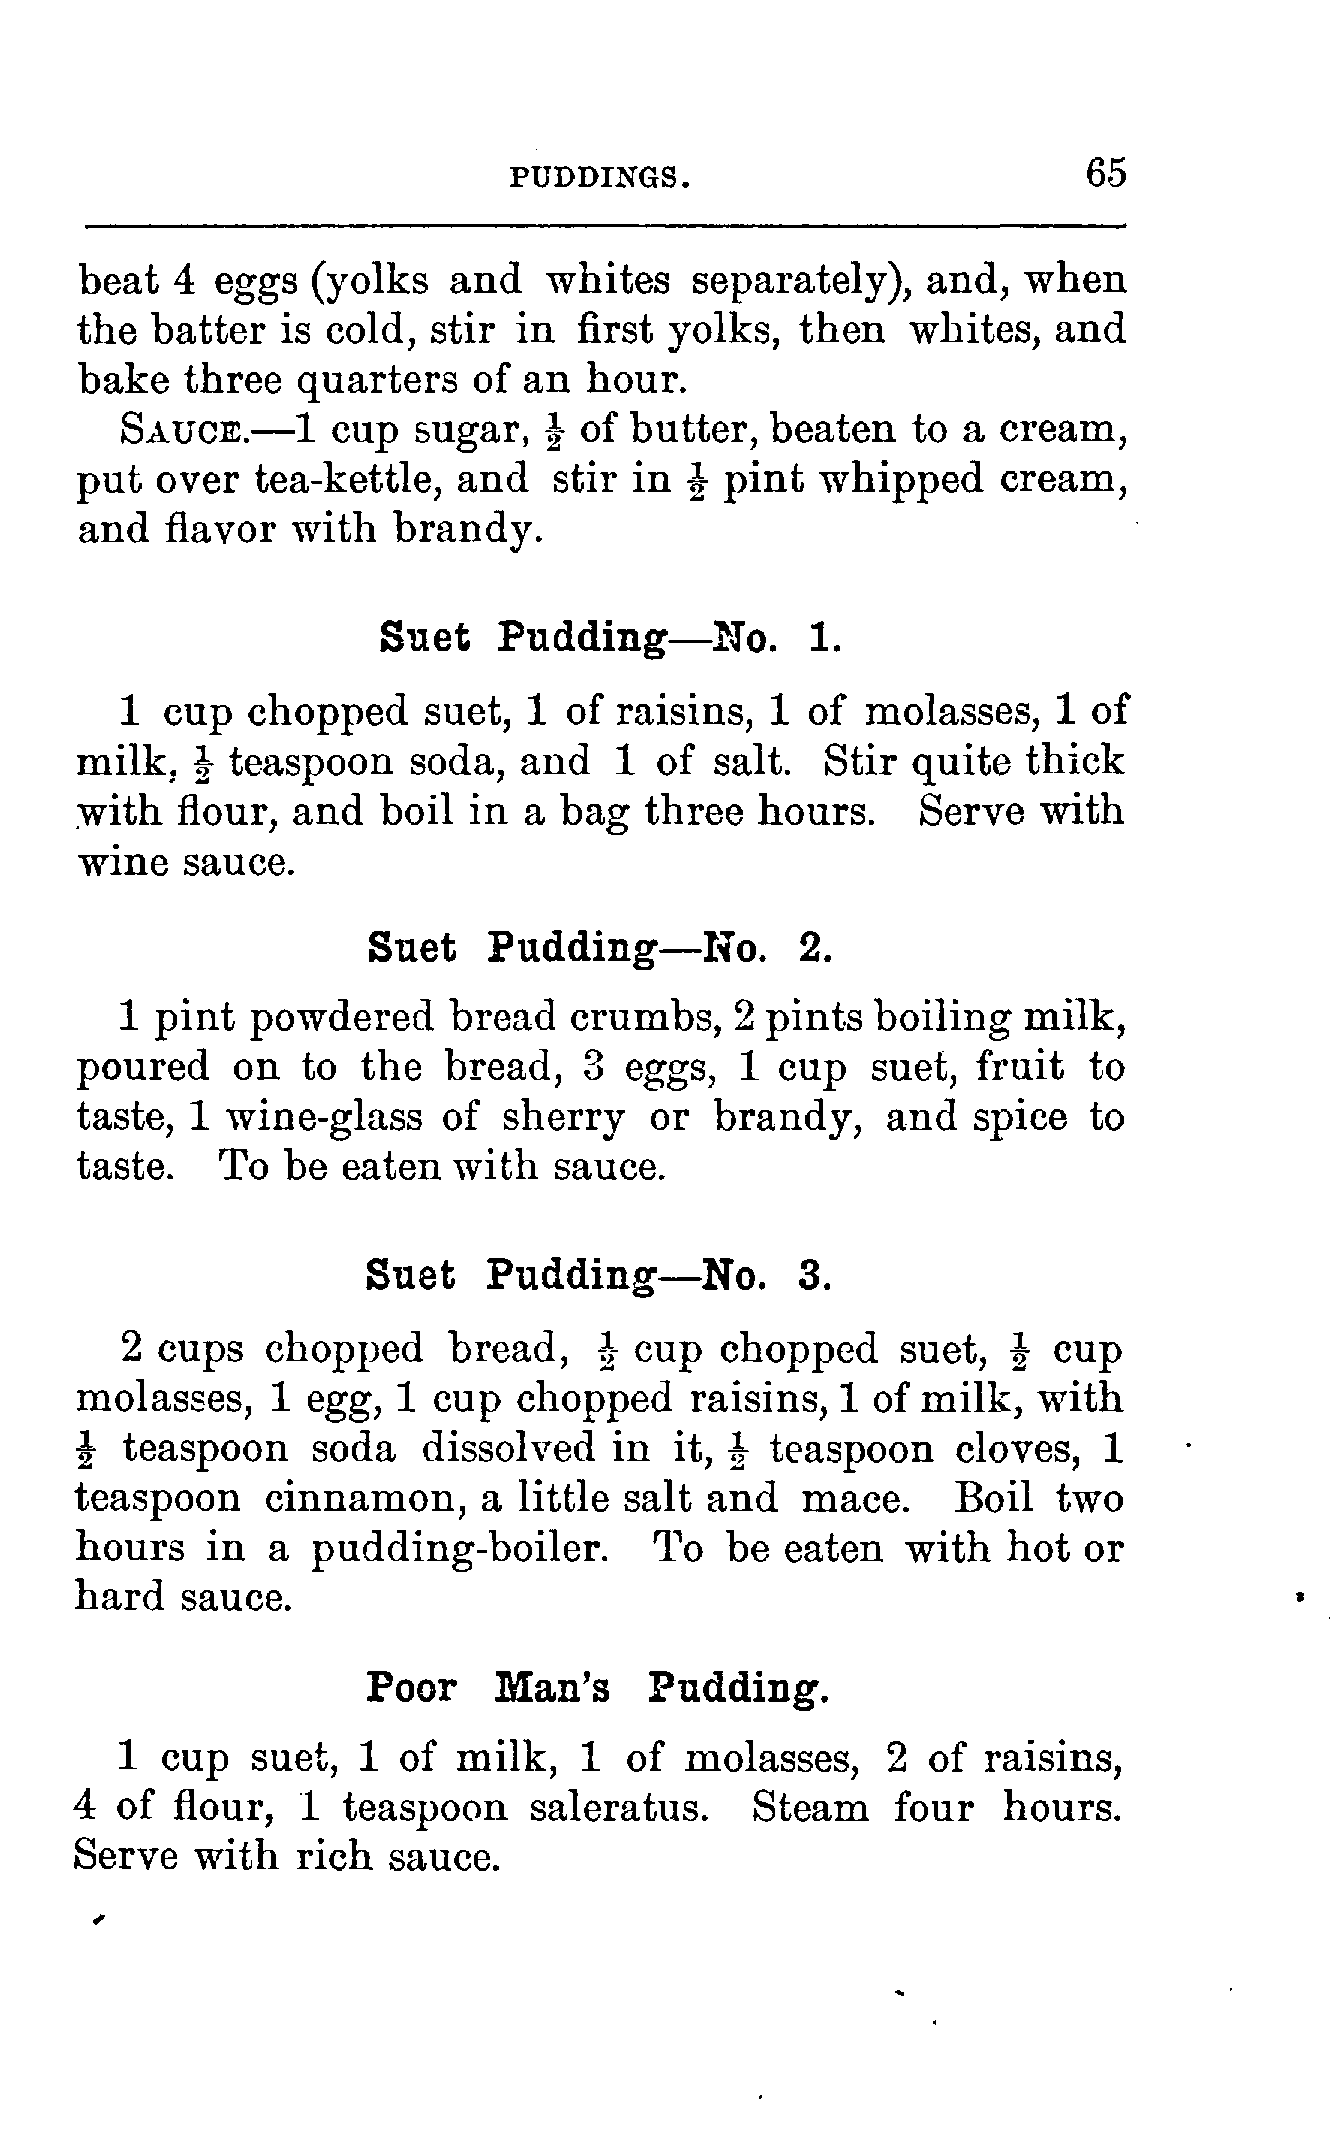 PUDDINGS. 65
beat 4 eggs (yolks and whites separately), and, when
the batter is cold, stir in first yolks, then whites, and
bake three quarters of an hour.
SAUCE.—1 cup sugar, ½ of butter, beaten to a cream,
put over tea-kettle, and stir in ½ pint whipped cream,
and flavor with brandy.
Suet Pudding—No. 1.
1 cup chopped suet, 1 of raisins, 1 of molasses, 1 of
milk, ½ teaspoon soda, and 1 of salt. Stir quite thick
with flour, and boil in a bag three hours. Serve with
wine sauce.
Suet Pudding—No. 2.
1 pint powdered bread crumbs, 2 pints boiling milk,
poured on to the bread, 3 eggs, 1 cup suet, fruit to
taste, 1 wine-glass of sherry or brandy, and spice to
taste. To be eaten with sauce.
Suet Pudding—No. 3.
2 cups chopped bread, ½ cup chopped suet, ½ cup
molasses, 1 egg, 1 cup chopped raisins, 1 of milk, with
½ teaspoon soda dissolved in it, ½ teaspoon cloves, 1
teaspoon cinnamon, a little salt and mace. Boil two
hours in a pudding-boiler. To be eaten with hot or
hard sauce.
Poor Man's Pudding.
1 cup suet, 1 of milk, 1 of molasses, 2 of raisins,
4 of flour, 1 teaspoon saleratus. Steam four hours.
Serve with rich sauce.